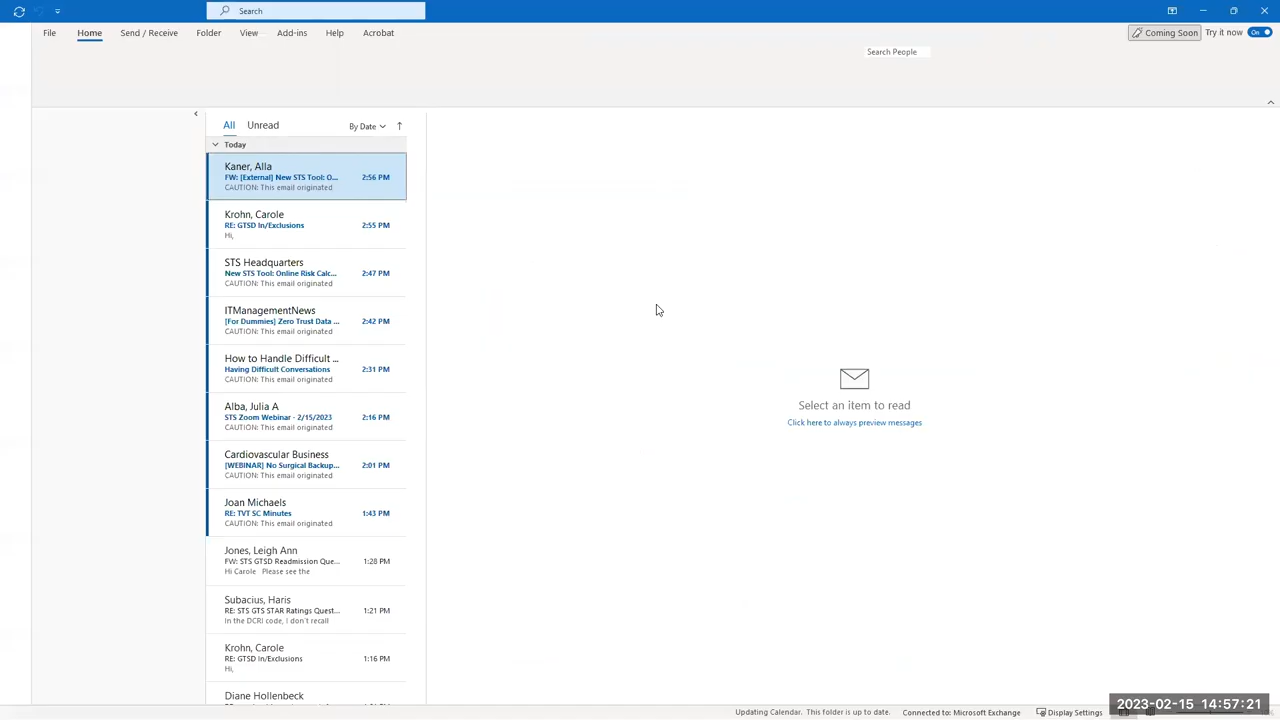 Search
File Home Send / Receive Folder View Add-ins Help Acrobat
Coming Soon Try it now On
Search People
All Unread By Date
Today
Kaner, Alla
FW: [External] New STS Tool: O... 2:56 PM
CAUTION: This email originated
Krohn, Carole
RE: GTSD In/Exclusions 2:55 PM
Hi,
STS Headquarters
New STS Tool: Online Risk Calc... 2:47 PM
CAUTION: This email originated
ITManagementNews
[For Dummies] Zero Trust Data ... 2:42 PM
CAUTION: This email originated
How to Handle Difficult ...
Having Difficult Conversations 2:31 PM
CAUTION: This email originated
Alba, Julia A
STS Zoom Webinar - 2/15/2023 2:16 PM
CAUTION: This email originated
Cardiovascular Business
[WEBINAR] No Surgical Backup... 2:01 PM
CAUTION: This email originated
Joan Michaels
RE: TVT SC Minutes 1:43 PM
CAUTION: This email originated
Jones, Leigh Ann
FW: STS GTSD Readmission Que... 1:28 PM
Hi Carole Please see the
Subacius, Haris
RE: STS GTS STAR Ratings Quest... 1:21 PM
In the DCRI code, I don't recall
Krohn, Carole
RE: GTSD In/Exclusions 1:16 PM
Hi,
Diane Hollenbeck
Select an item to read
Click here to always preview messages
Updating Calendar. This folder is up to date. Connected to: Microsoft Exchange Display Settings
2023-02-15 14:57:21